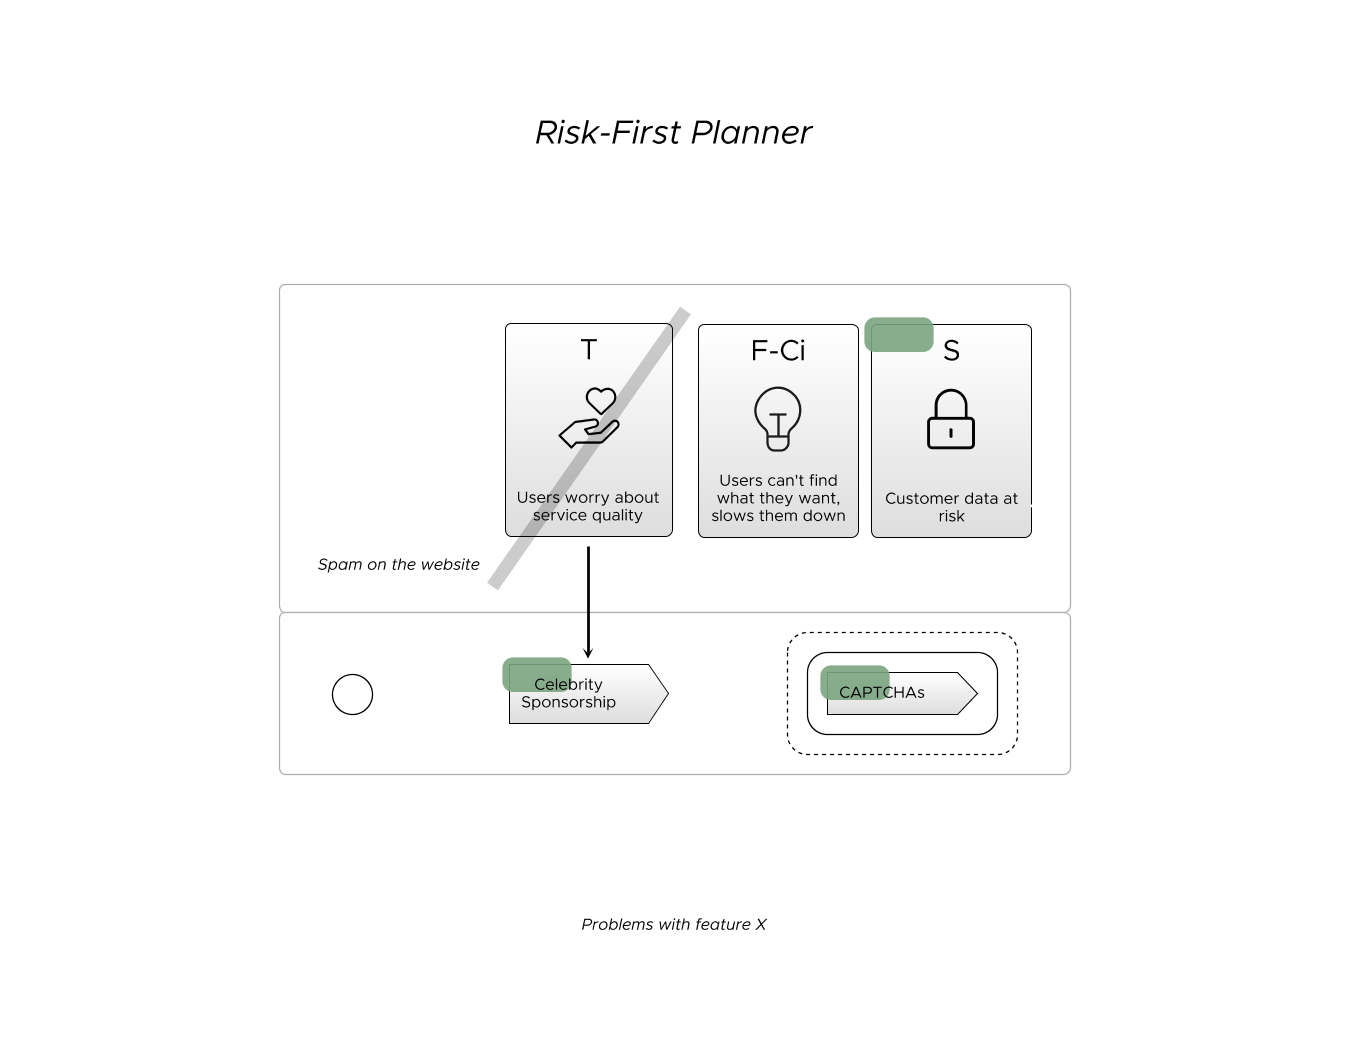 Risk-First Planner
T
F-Ci
S
Users worry about
service quality
Users can't find
what they want,
slows them down
Customer data at
risk
Spam on the website
Celebrity
Sponsorship
CAPTCHAs
Problems with feature X